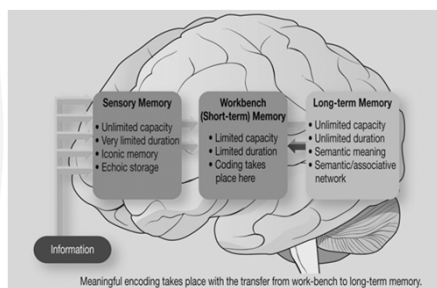 Sensory Memory
• Unlimited capacity
• Very limited duration
• Iconic memory
• Echoic storage
Workbench
(Short-term) Memory
• Limited capacity
• Limited duration
• Coding takes
place here
Long-term Memory
• Unlimited capacity
• Unlimited duration
• Semantic meaning
• Semantic/associative
network
Information
Meaningful encoding takes place with the transfer from work-bench to long-term memory.